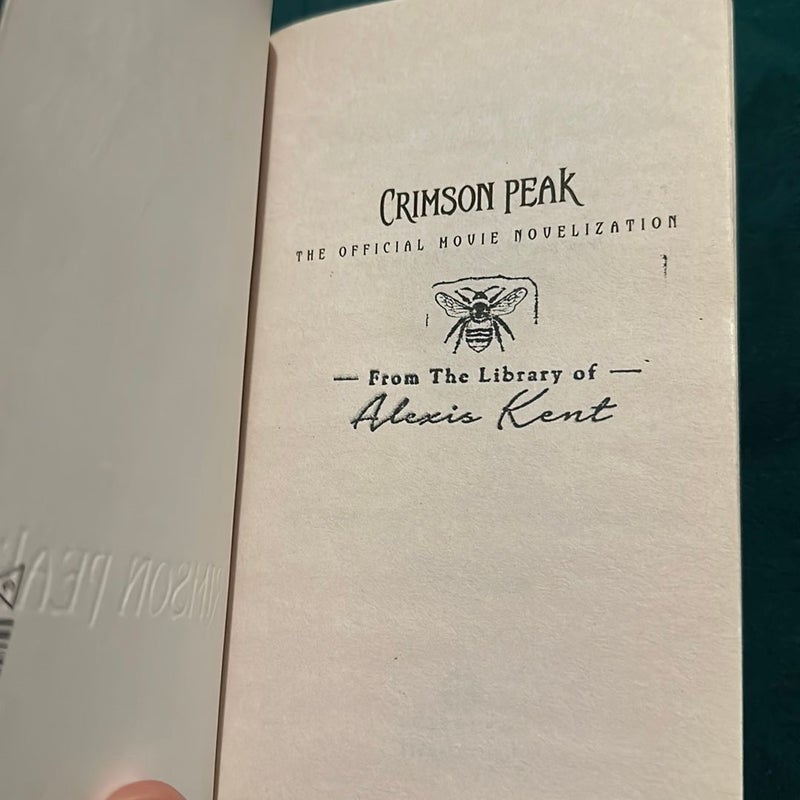 CRIMSON PEAK
THE OFFICIAL MOVIE NOVELIZATION
— From The Library of —
Alexis Kent